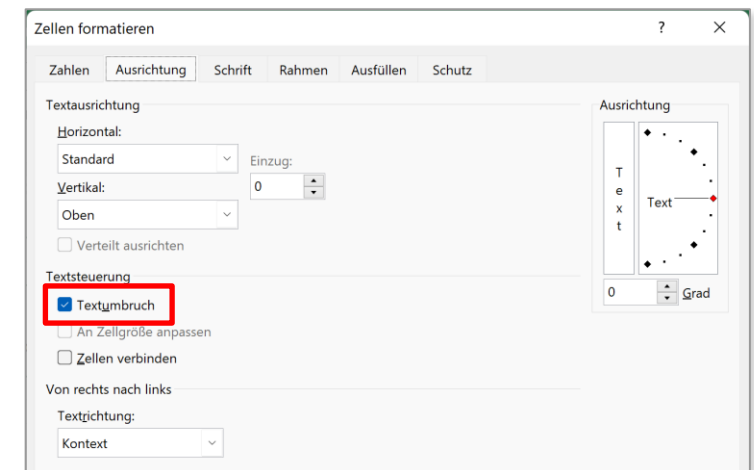 Zellen formatieren ? ×
Zahlen Ausrichtung Schrift Rahmen Ausfüllen Schutz
Textausrichtung
Horizontal:
Standard
Einzug:
0
Vertikal:
Oben
Verteilt ausrichten
Textsteuerung
Textumbruch
An Zellgröße anpassen
Zellen verbinden
Von rechts nach links
Textrichtung:
Kontext
Ausrichtung
T
e
x
t
Text
0 Grad